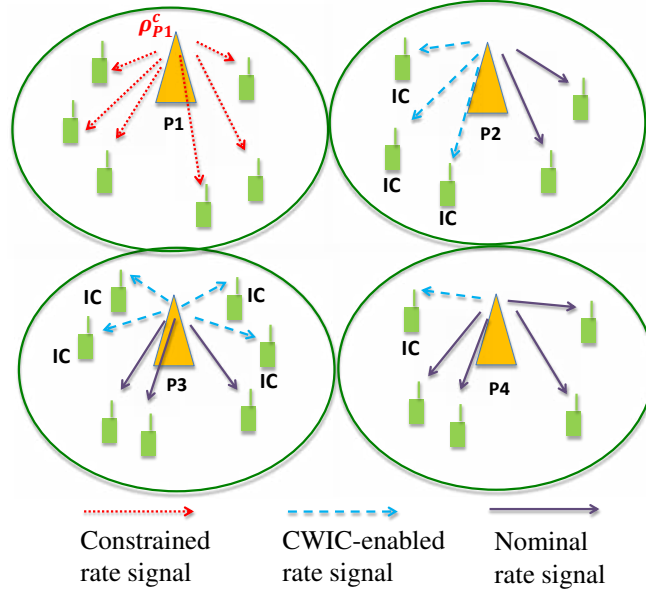 ρ^c_{P1}
P1
IC
P2
IC
IC
IC
IC
IC
IC
IC
P3
IC
P4
Constrained
rate signal
CWIC-enabled
rate signal
Nominal
rate signal